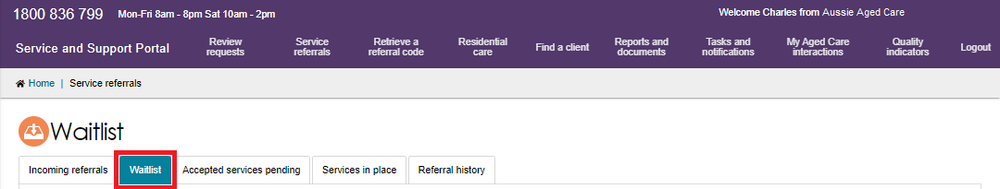 1800 836 799 Mon-Fri 8am - 8pm Sat 10am - 2pm Welcome Charles from Aussie Aged Care
Service and Support Portal
Review requests
Service referrals
Retrieve a referral code
Residential care
Find a client
Reports and documents
Tasks and notifications
My Aged Care interactions
Quality indicators
Logout
Home | Service referrals
Waitlist
Incoming referrals Waitlist Accepted services pending Services in place Referral history